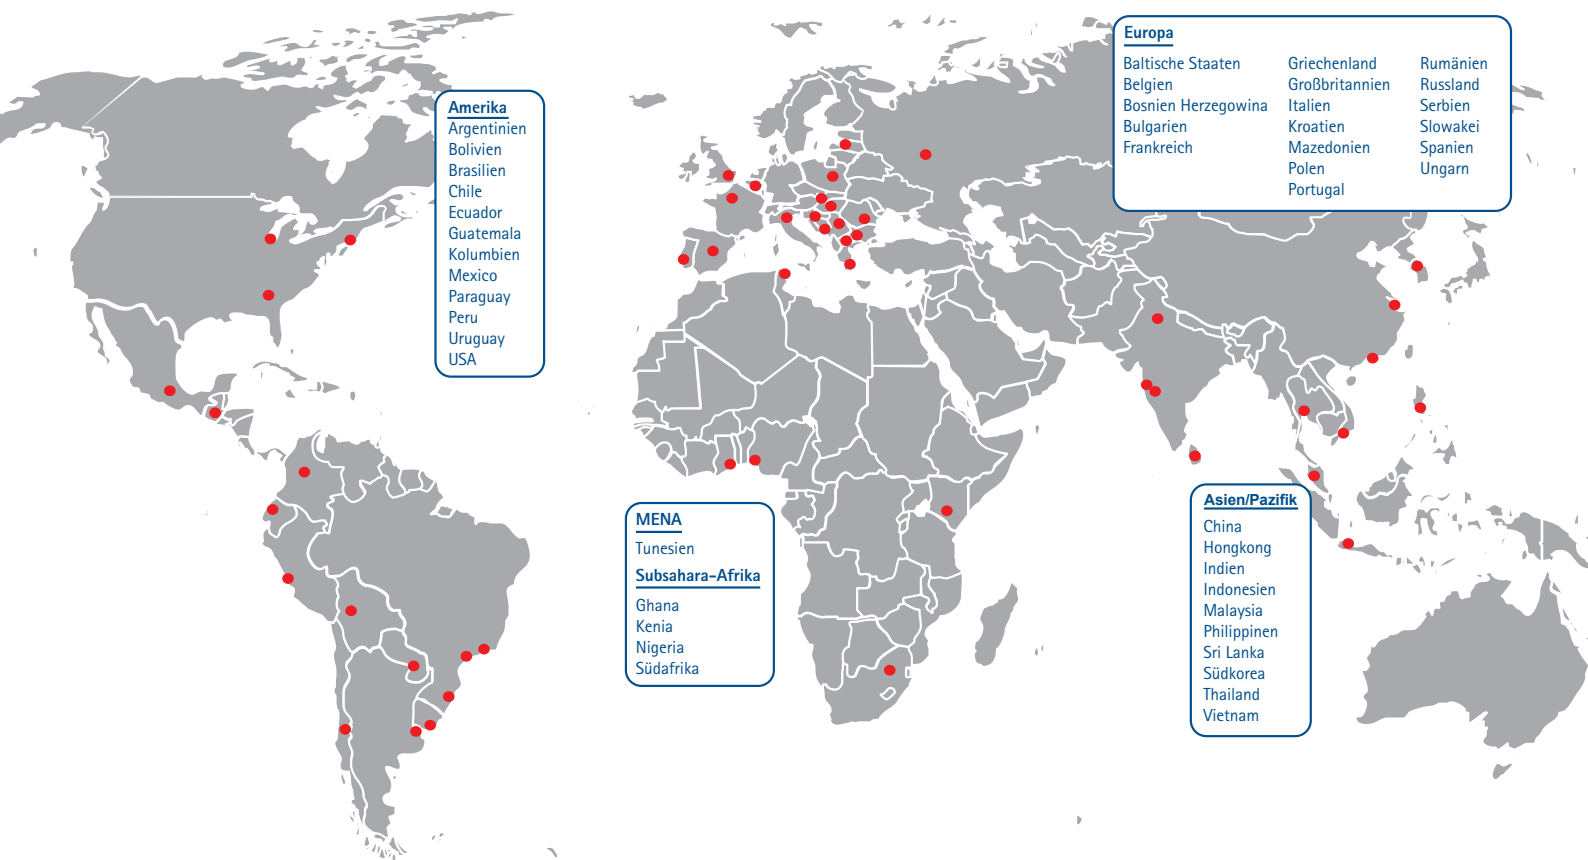 Europa
Baltische Staaten
Belgien
Bosnien Herzegowina
Bulgarien
Frankreich
Griechenland
Großbritannien
Italien
Kroatien
Mazedonien
Polen
Portugal
Rumänien
Russland
Serbien
Slowakei
Spanien
Ungarn
Amerika
Argentinien
Bolivien
Brasilien
Chile
Ecuador
Guatemala
Kolumbien
Mexico
Paraguay
Peru
Uruguay
USA
MENA
Tunesien
Subsahara-Afrika
Ghana
Kenia
Nigeria
Südafrika
Asien/Pazifik
China
Hongkong
Indien
Indonesien
Malaysia
Philippinen
Sri Lanka
Südkorea
Thailand
Vietnam